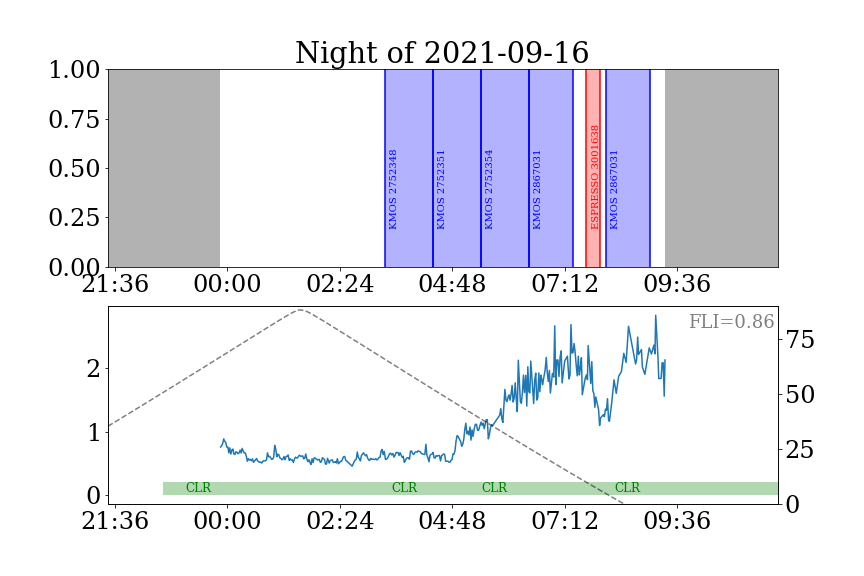 Night of 2021-09-16
1.00
0.75
0.50
0.25
0.00
KMOS 2752348
KMOS 2752351
KMOS 2752354
KMOS 2867031
ESPRESSO 3001638
KMOS 2867031
21:36 00:00 02:24 04:48 07:12 09:36
FLI=0.86
2
1
0
75
50
25
0
CLR CLR CLR CLR
21:36 00:00 02:24 04:48 07:12 09:36